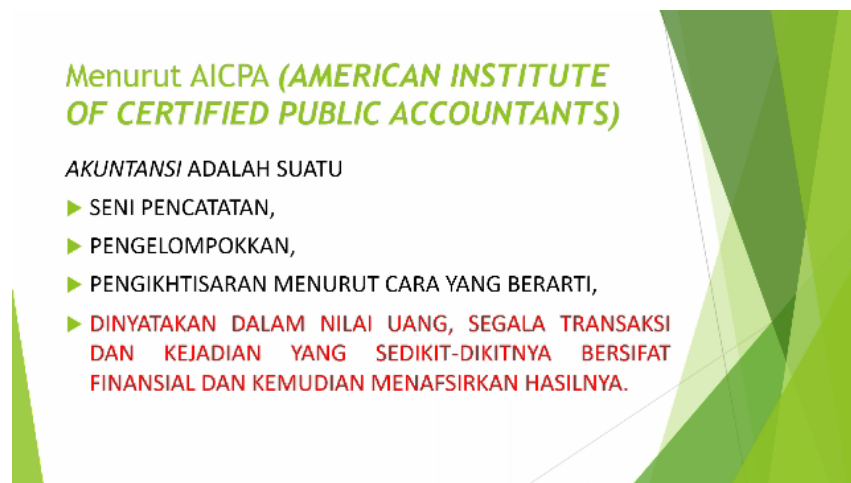 Menurut AICPA (AMERICAN INSTITUTE
OF CERTIFIED PUBLIC ACCOUNTANTS)
AKUNTANSI ADALAH SUATU
SENI PENCATATAN,
PENGELOMPOKKAN,
PENGIKHTISARAN MENURUT CARA YANG BERARTI,
DINYATAKAN DALAM NILAI UANG, SEGALA TRANSAKSI
DAN KEJADIAN YANG SEDIKIT-DIKITNYA BERSIFAT
FINANSIAL DAN KEMUDIAN MENAFSIRKAN HASILNYA.